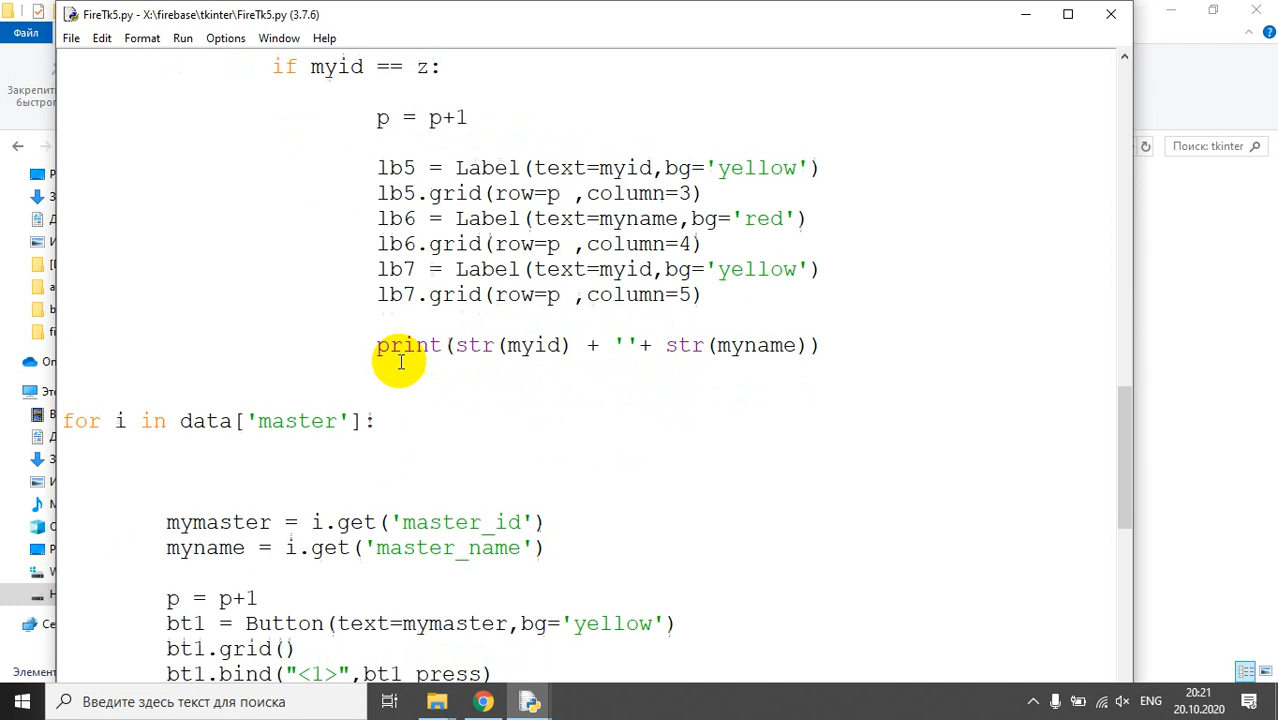 FireTk5.py - X:\firebase\tkinter\FireTk5.py (3.7.6)
Файл
File Edit Format Run Options Window Help
Закрепить
быстрого
if myid == z:
p = p+1
lb5 = Label(text=myid,bg='yellow')
lb5.grid(row=p ,column=3)
lb6 = Label(text=myname,bg='red')
lb6.grid(row=p ,column=4)
lb7 = Label(text=myid,bg='yellow')
lb7.grid(row=p ,column=5)
print(str(myid) + ''+ str(myname))
for i in data['master']:
mymaster = i.get('master_id')
myname = i.get('master_name')
p = p+1
bt1 = Button(text=mymaster,bg='yellow')
bt1.grid()
bt1.bind("<1>",bt1_press)
Поиск: tkinter
Введите здесь текст для поиска
ENG
20:21
20.10.2020